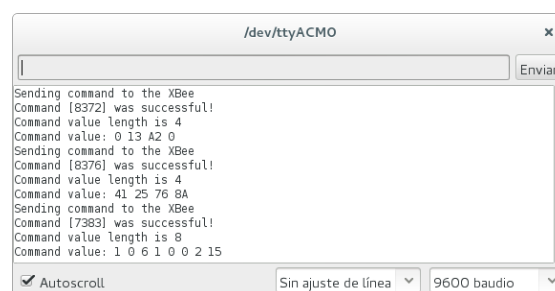 /dev/ttyACM0
Enviar
Sending command to the XBee
Command [8372] was successful!
Command value length is 4
Command value: 0 13 A2 0
Sending command to the XBee
Command [8376] was successful!
Command value length is 4
Command value: 41 25 76 8A
Sending command to the XBee
Command [7383] was successful!
Command value length is 8
Command value: 1 0 6 1 0 0 2 15
Autoscroll Sin ajuste de línea 9600 baudio